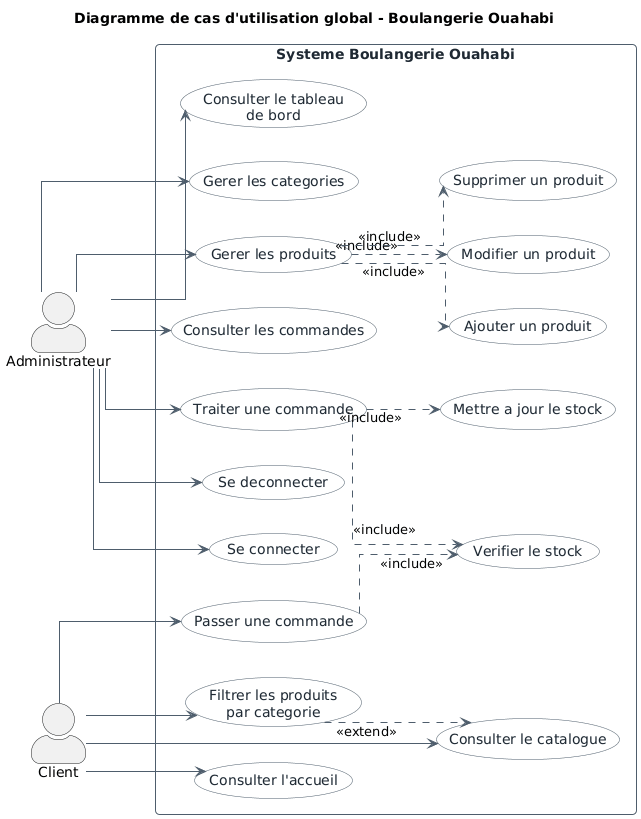 Diagramme de cas d'utilisation global - Boulangerie Ouahabi
Systeme Boulangerie Ouahabi
Consulter le tableau
de bord
Gerer les categories
Supprimer un produit
«include»
«include»
Gerer les produits
Modifier un produit
«include»
Ajouter un produit
Consulter les commandes
Administrateur
Traiter une commande
Mettre a jour le stock
«include»
Se deconnecter
«include»
Se connecter
Verifier le stock
«include»
Passer une commande
Filtrer les produits
par categorie
«extend»
Consulter le catalogue
Client
Consulter l'accueil